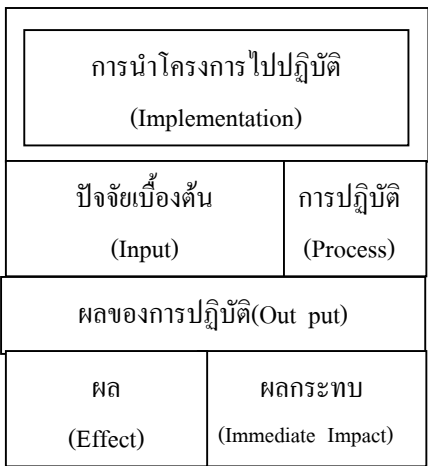 การนำโครงการไปปฏิบัติ
(Implementation)
ปัจจัยเบื้องต้น
(Input)
การปฏิบัติ
(Process)
ผลของการปฏิบัติ(Out put)
ผล
(Effect)
ผลกระทบ
(Immediate Impact)